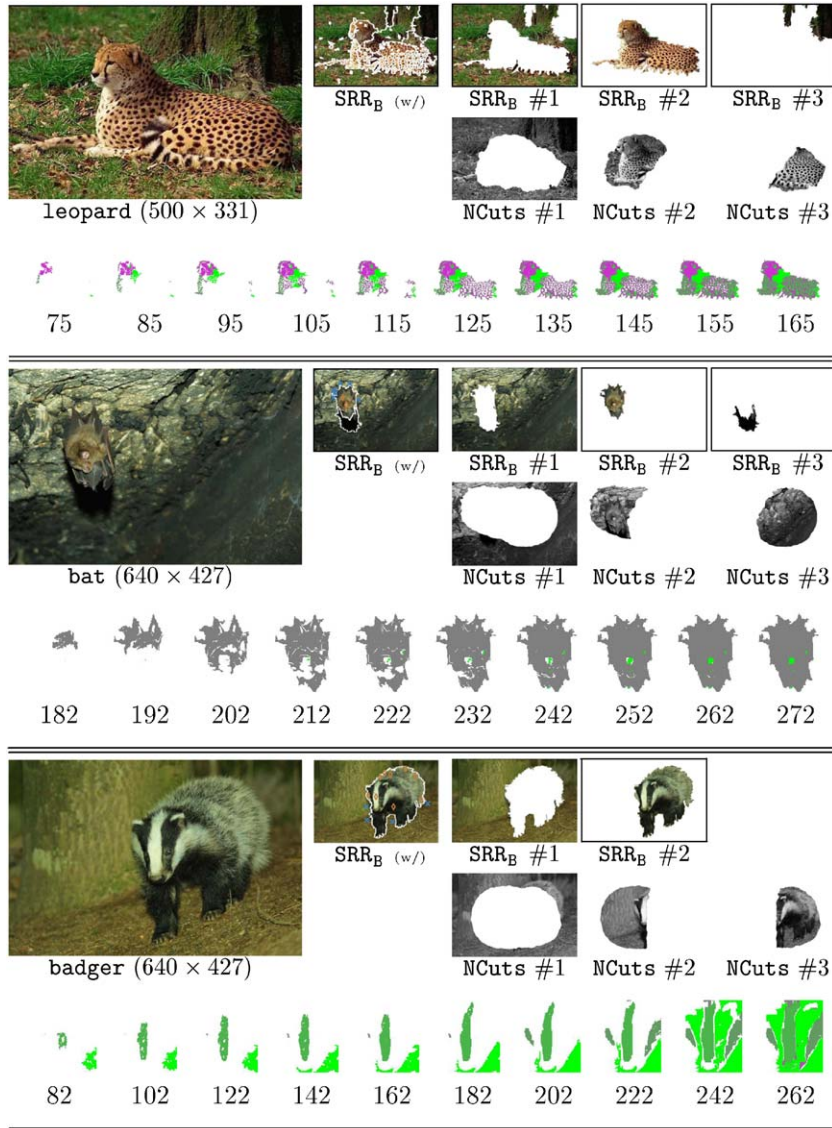 SRR_B (w/) SRR_B #1 SRR_B #2 SRR_B #3
leopard (500 × 331) NCuts #1 NCuts #2 NCuts #3
75 85 95 105 115 125 135 145 155 165
SRR_B (w/) SRR_B #1 SRR_B #2 SRR_B #3
bat (640 × 427) NCuts #1 NCuts #2 NCuts #3
182 192 202 212 222 232 242 252 262 272
SRR_B (w/) SRR_B #1 SRR_B #2
badger (640 × 427) NCuts #1 NCuts #2 NCuts #3
82 102 122 142 162 182 202 222 242 262